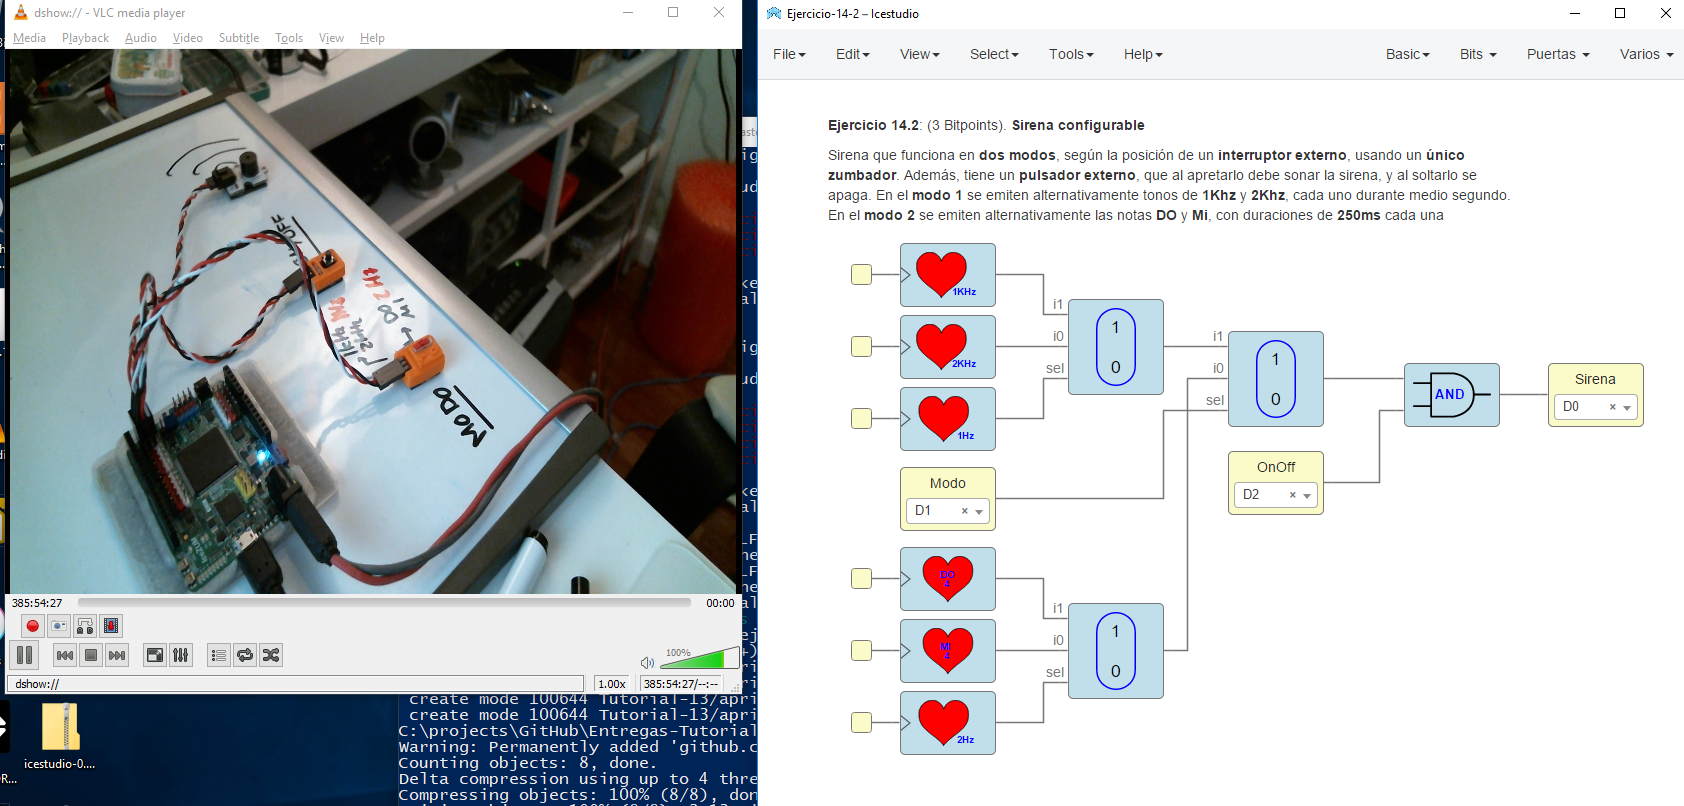 dshow:// - VLC media player
Media Playback Audio Video Subtitle Tools View Help
MODO
385:54:27
00:00
100%
dshow://
1.00x
385:54:27/--:--
icestudio-0....
create mode 100644 Tutorial-13/apri
create mode 100644 Tutorial-13/apri
C:\projects\GitHub\Entregas-Tutorial
Warning: Permanently added 'github.c
Counting objects: 8, done.
Delta compression using up to 4 thre
Compressing objects: 100% (8/8), don
Ejercicio-14-2 – Icestudio
File Edit View Select Tools Help Basic Bits Puertas Varios
Ejercicio 14.2: (3 Bitpoints). Sirena configurable
Sirena que funciona en dos modos, según la posición de un interruptor externo, usando un único
zumbador. Además, tiene un pulsador externo, que al apretarlo debe sonar la sirena, y al soltarlo se
apaga. En el modo 1 se emiten alternativamente tonos de 1Khz y 2Khz, cada uno durante medio segundo.
En el modo 2 se emiten alternativamente las notas DO y Mi, con duraciones de 250ms cada una
1KHz
2KHz
1Hz
i1
i0
sel
1
0
i1
i0
sel
1
0
AND
Sirena
D0
OnOff
D2
Modo
D1
DO
4
MI
4
2Hz
i1
i0
sel
1
0